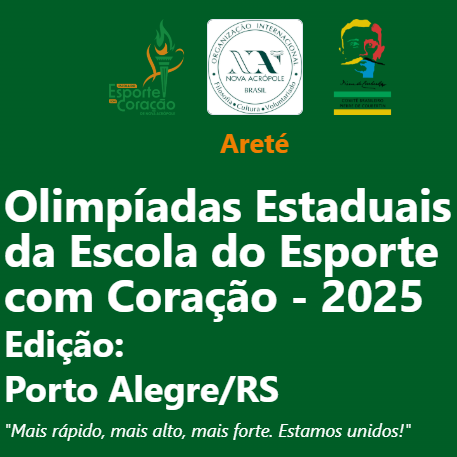 Esporte
Coração
ORGANIZAÇÃO INTERNACIONAL
NOVA ACRÓPOLE
BRASIL
Filosofia • Cultura • Voluntariado
Areté
Olimpíadas Estaduais
da Escola do Esporte
com Coração - 2025
Edição:
Porto Alegre/RS
"Mais rápido, mais alto, mais forte. Estamos unidos!"